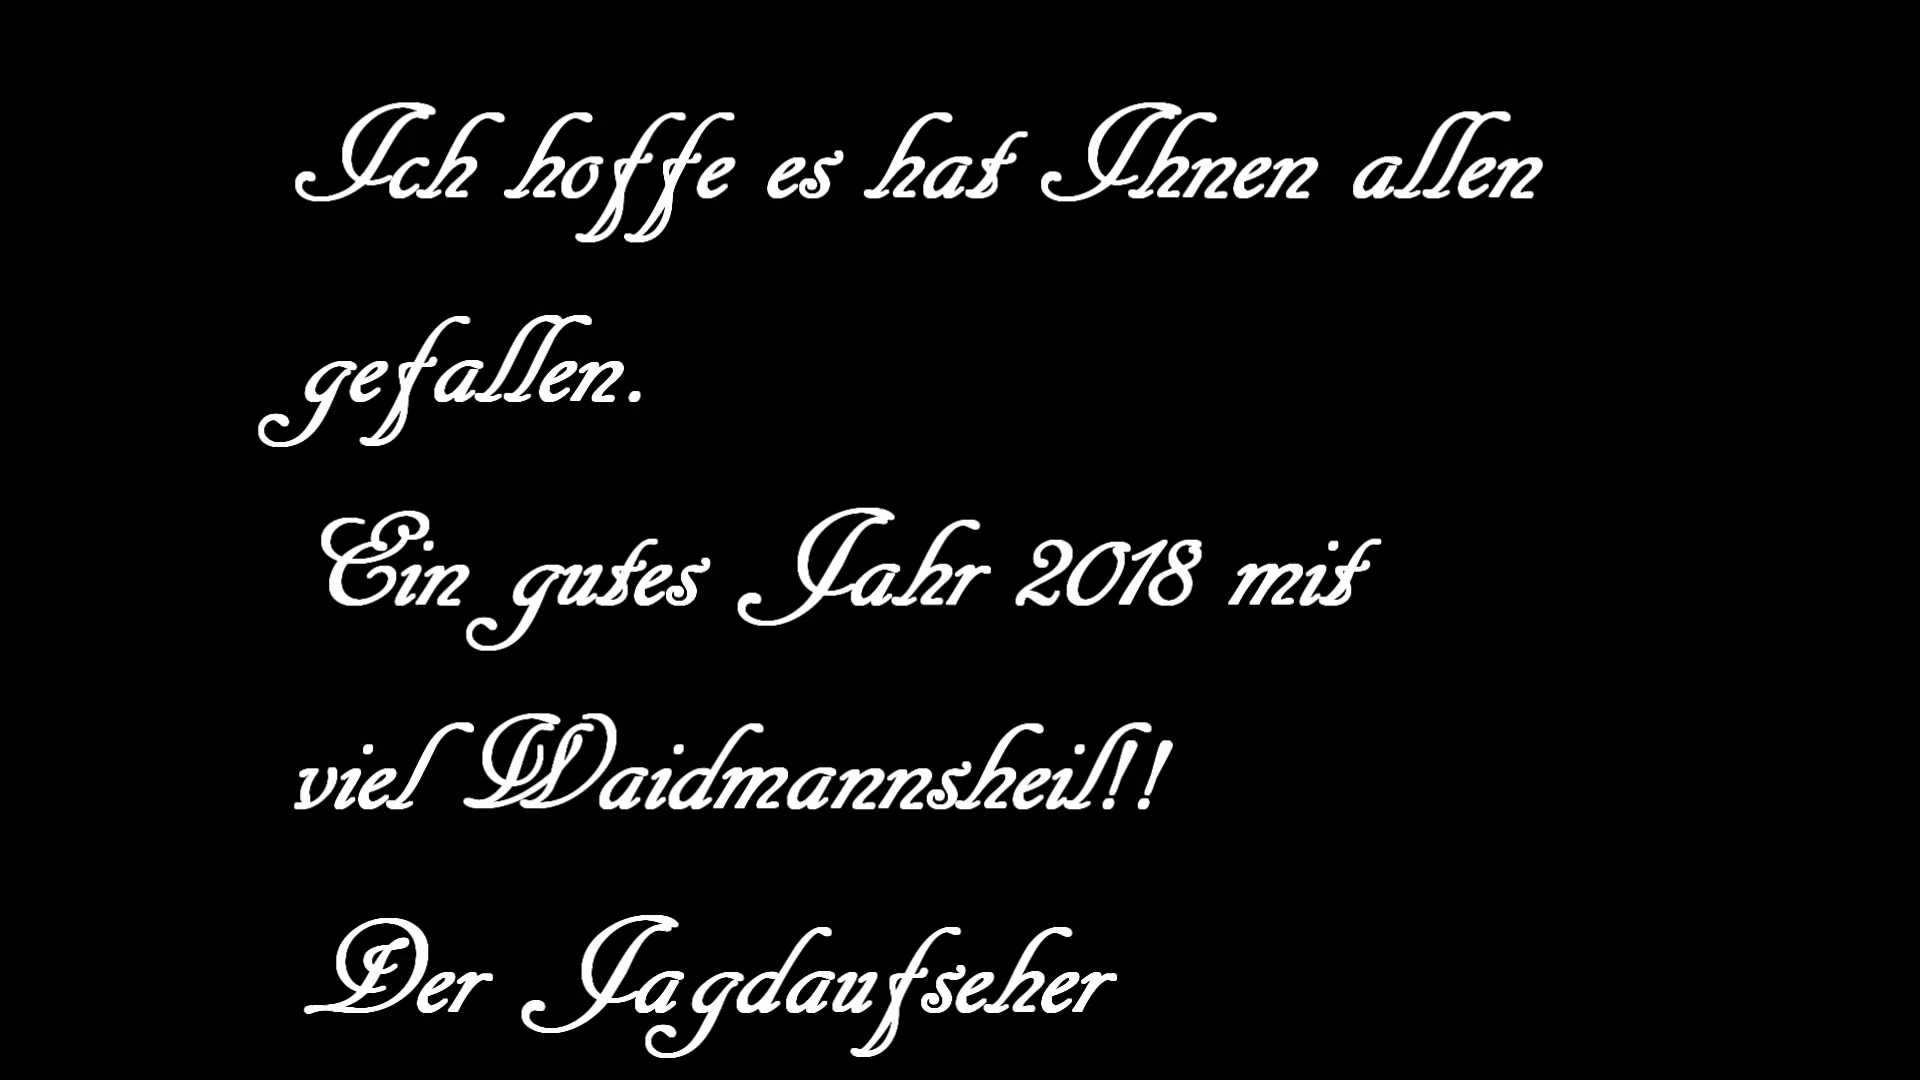 Ich hoffe es hat Ihnen allen
gefallen.
Ein gutes Jahr 2018 mit
viel Waidmannsheil!!
Der Jagdaufseher